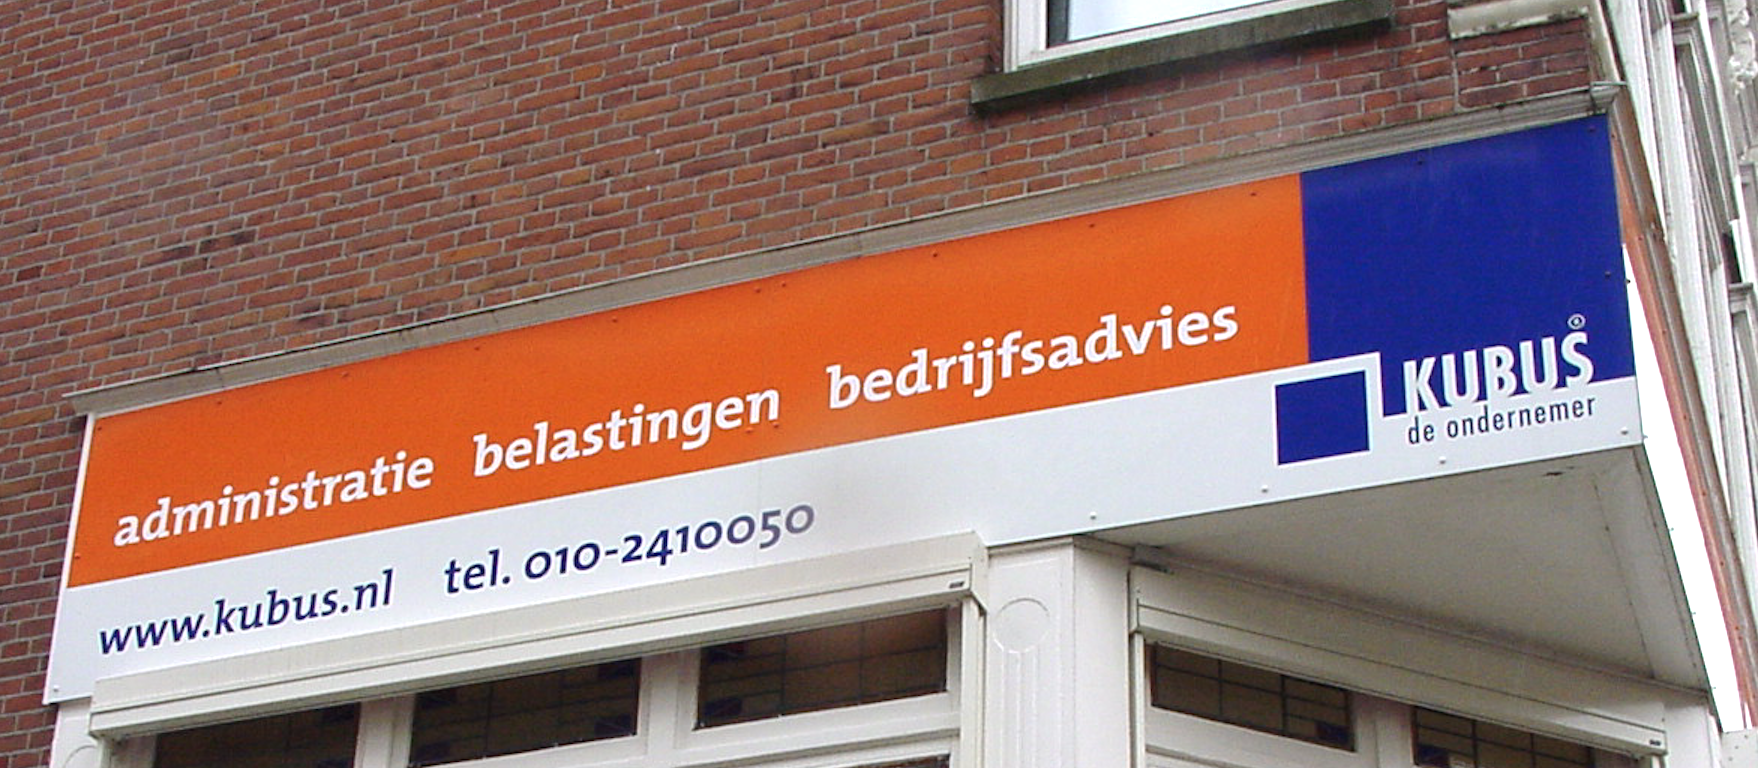 administratie belastingen bedrijfsadvies
www.kubus.nl tel. 010-2410050
KUBUS®
de ondernemer